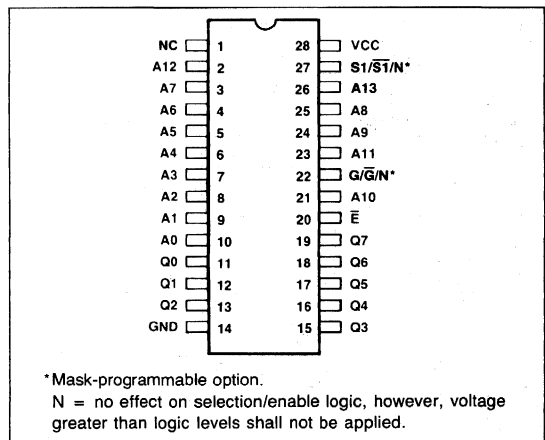 NC 1 28 VCC
A12 2 27 S1/S̅1̅/N*
A7 3 26 A13
A6 4 25 A8
A5 5 24 A9
A4 6 23 A11
A3 7 22 G/G̅/N*
A2 8 21 A10
A1 9 20 E̅
A0 10 19 Q7
Q0 11 18 Q6
Q1 12 17 Q5
Q2 13 16 Q4
GND 14 15 Q3
*Mask-programmable option.
N = no effect on selection/enable logic, however, voltage
greater than logic levels shall not be applied.